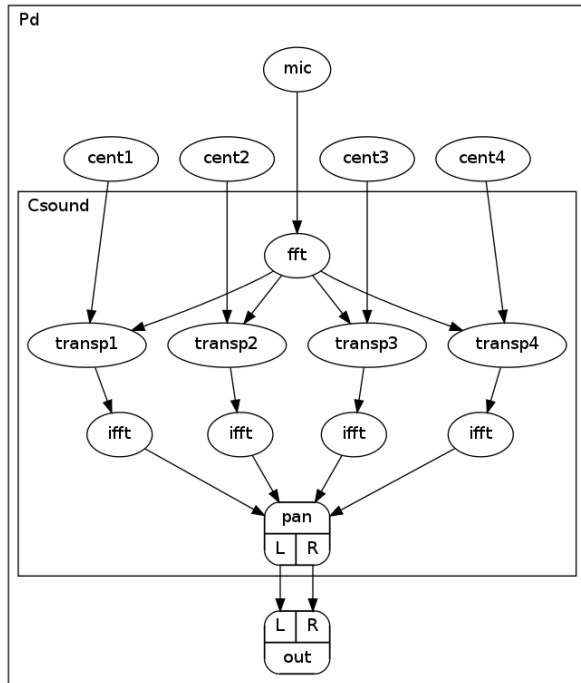 Pd
mic
cent1 cent2 cent3 cent4
Csound
fft
transp1 transp2 transp3 transp4
ifft ifft ifft ifft
pan
L R
L R
out